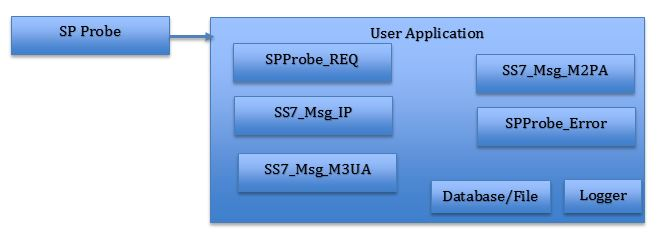 SP Probe
User Application
SPProbe_REQ
SS7_Msg_M2PA
SS7_Msg_IP
SPProbe_Error
SS7_Msg_M3UA
Database/File
Logger